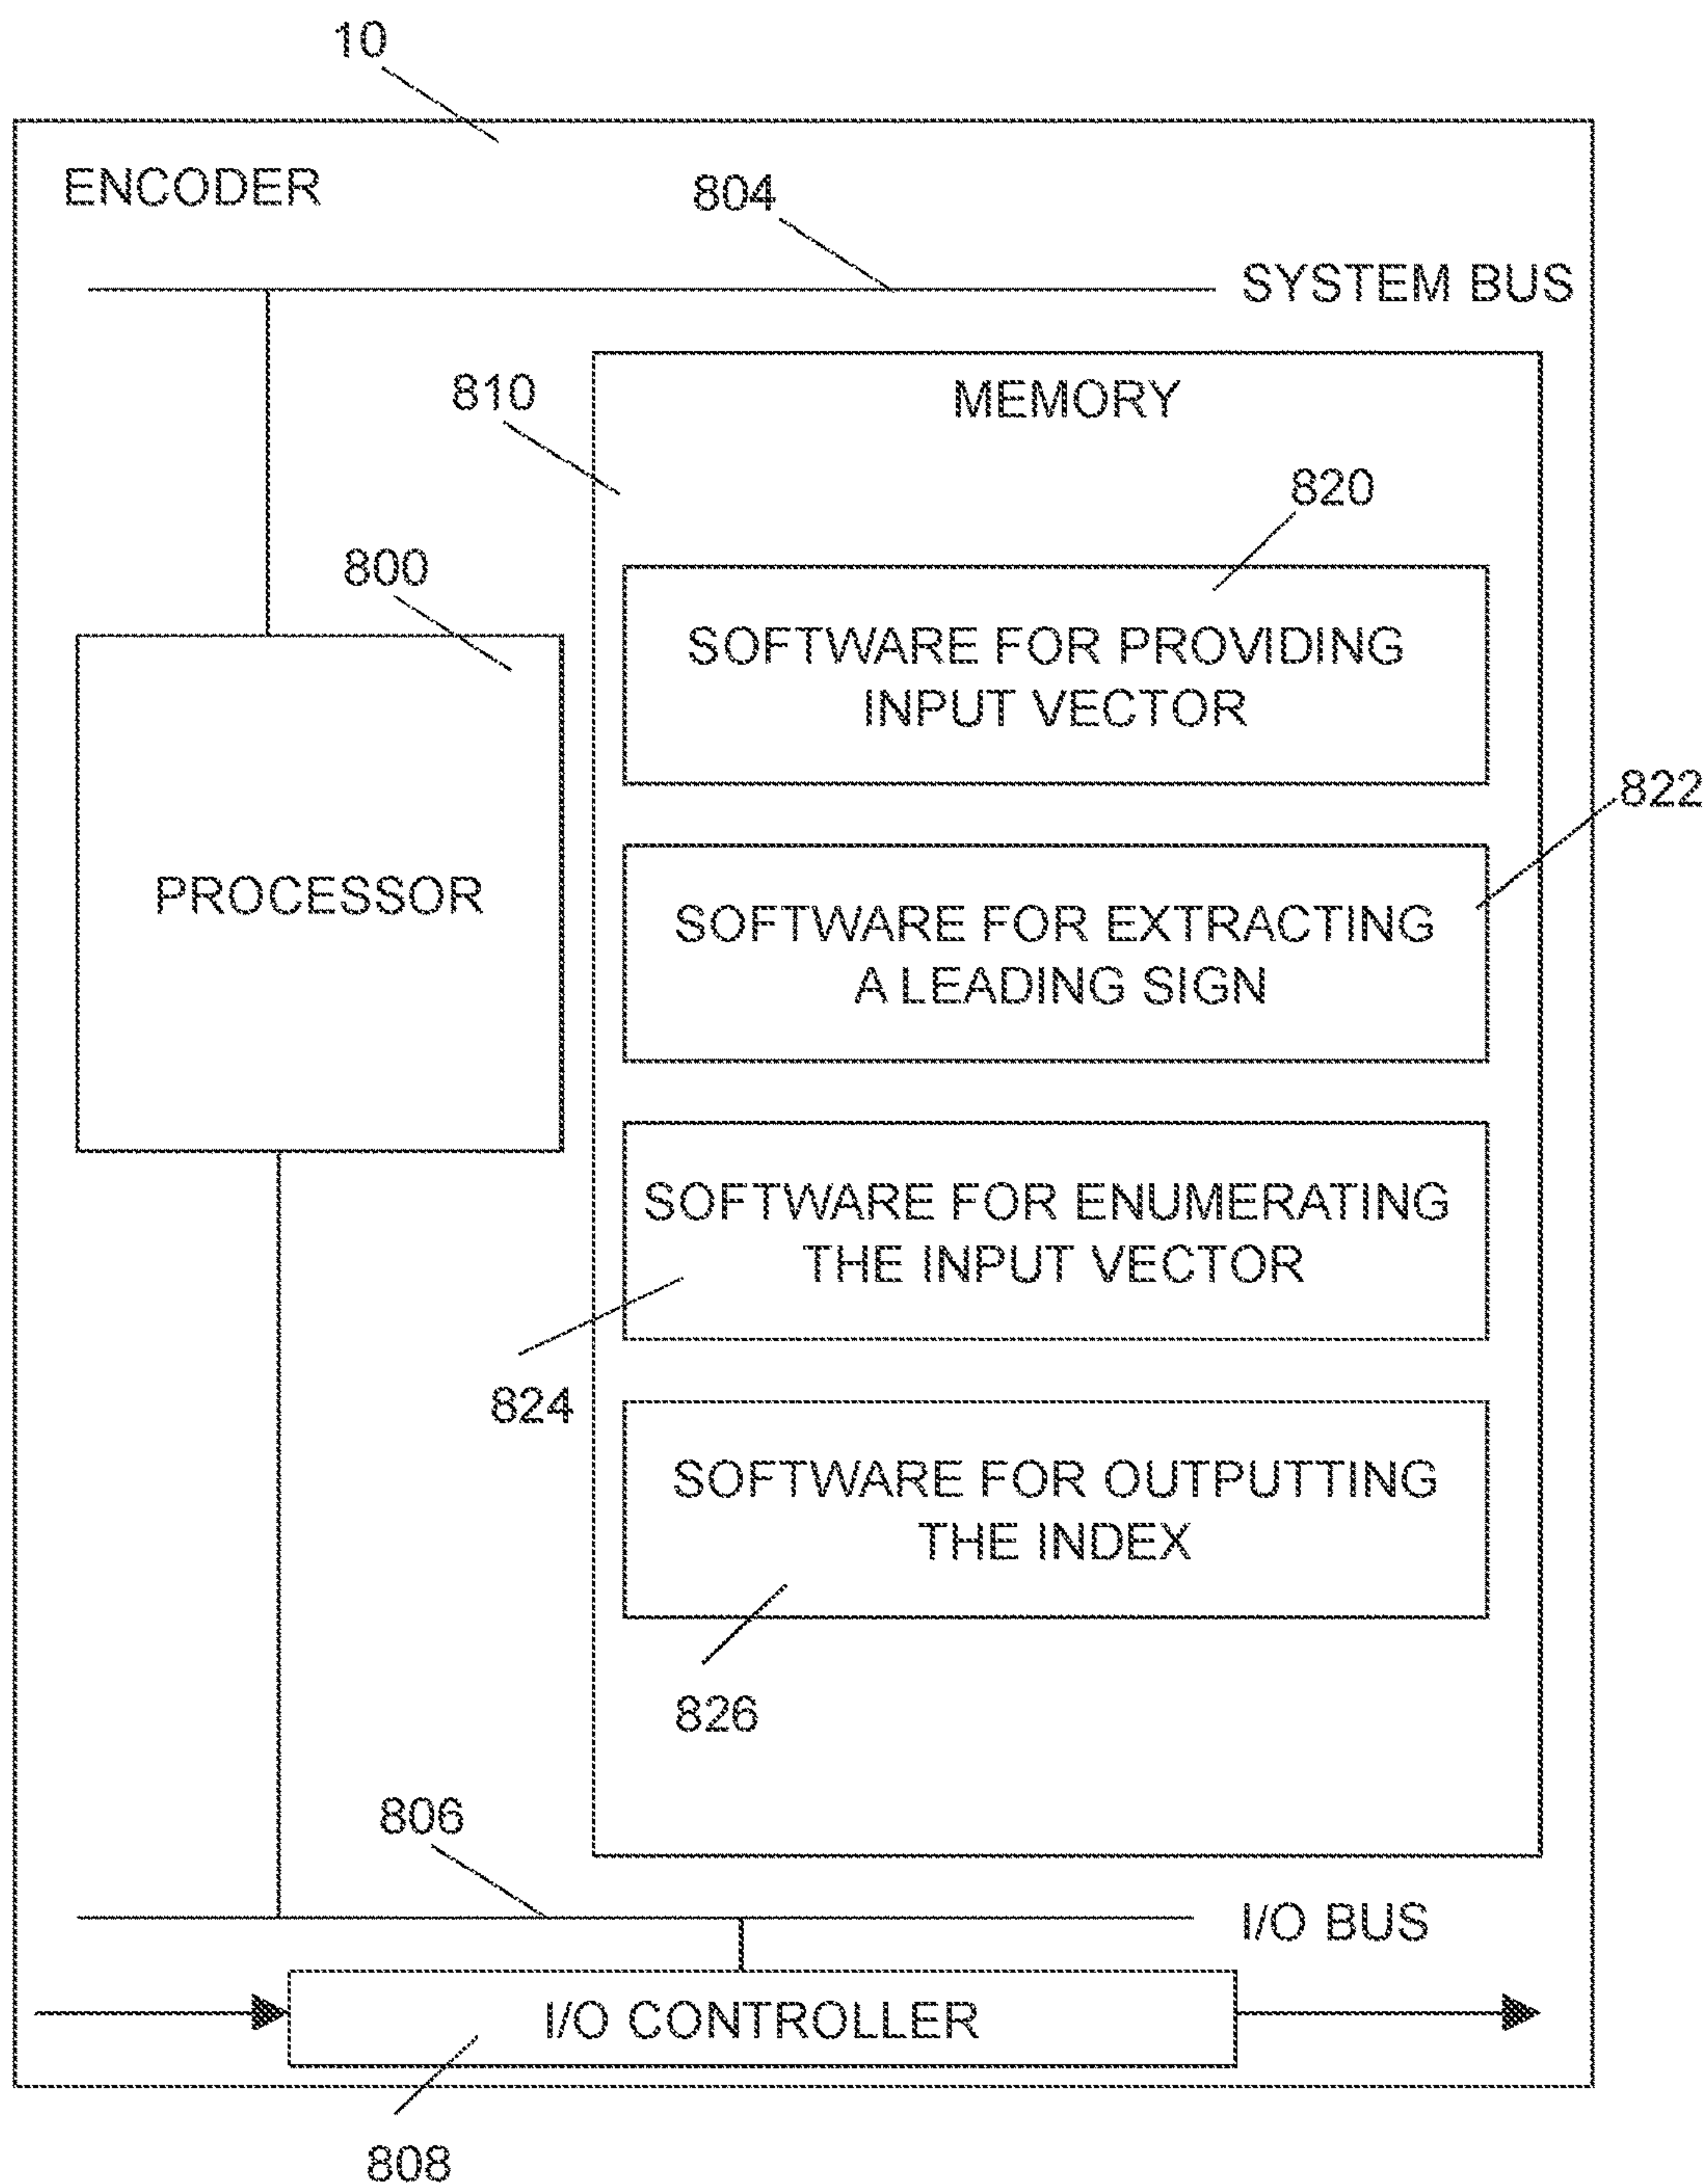 10
ENCODER
804
SYSTEM BUS
810
MEMORY
820
800
SOFTWARE FOR PROVIDING
INPUT VECTOR
822
PROCESSOR
SOFTWARE FOR EXTRACTING
A LEADING SIGN
SOFTWARE FOR ENUMERATING
THE INPUT VECTOR
824
SOFTWARE FOR OUTPUTTING
THE INDEX
826
806
I/O BUS
I/O CONTROLLER
808